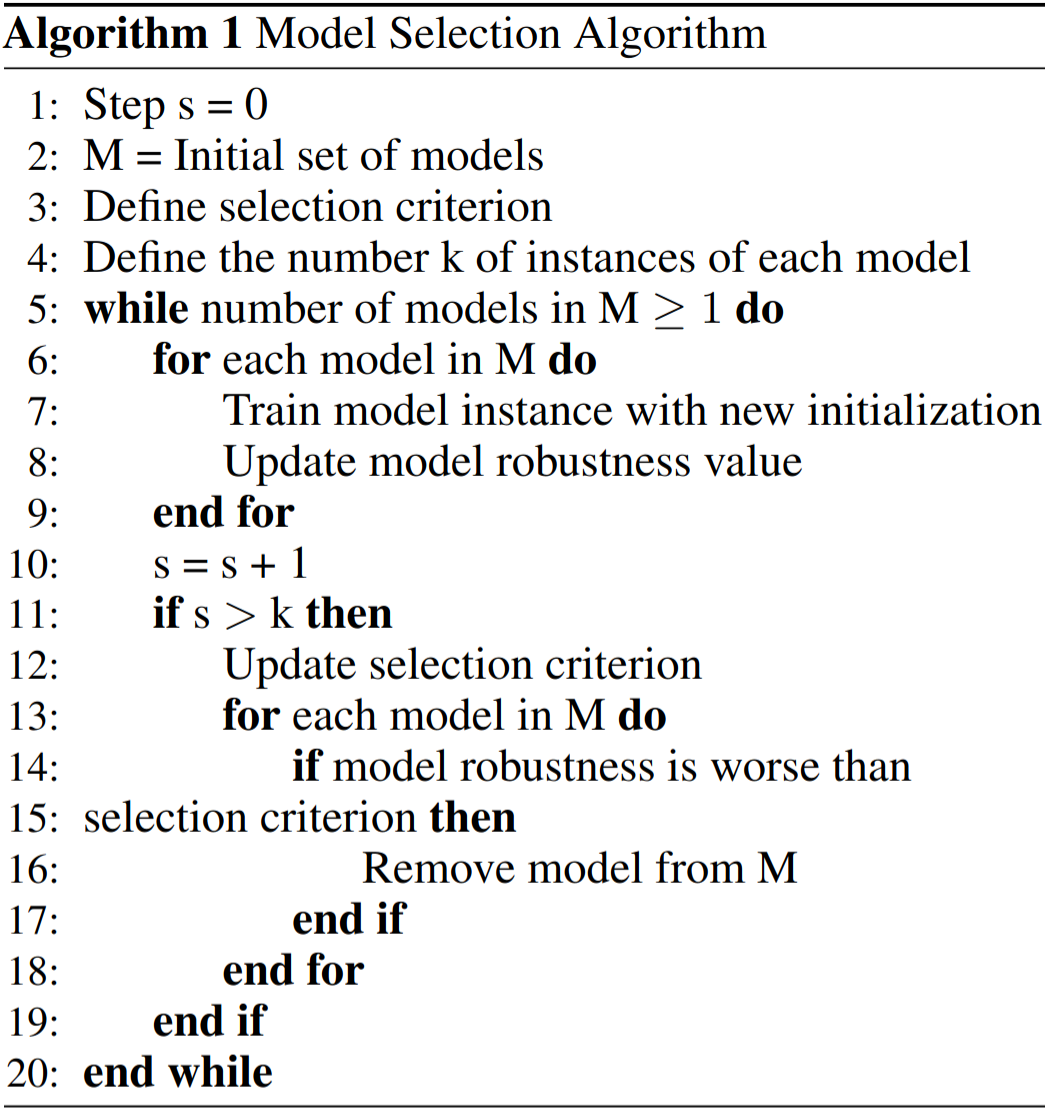 Algorithm 1 Model Selection Algorithm
1: Step s = 0
2: M = Initial set of models
3: Define selection criterion
4: Define the number k of instances of each model
5: while number of models in M ≥ 1 do
6: for each model in M do
7: Train model instance with new initialization
8: Update model robustness value
9: end for
10: s = s + 1
11: if s > k then
12: Update selection criterion
13: for each model in M do
14: if model robustness is worse than
15: selection criterion then
16: Remove model from M
17: end if
18: end for
19: end if
20: end while